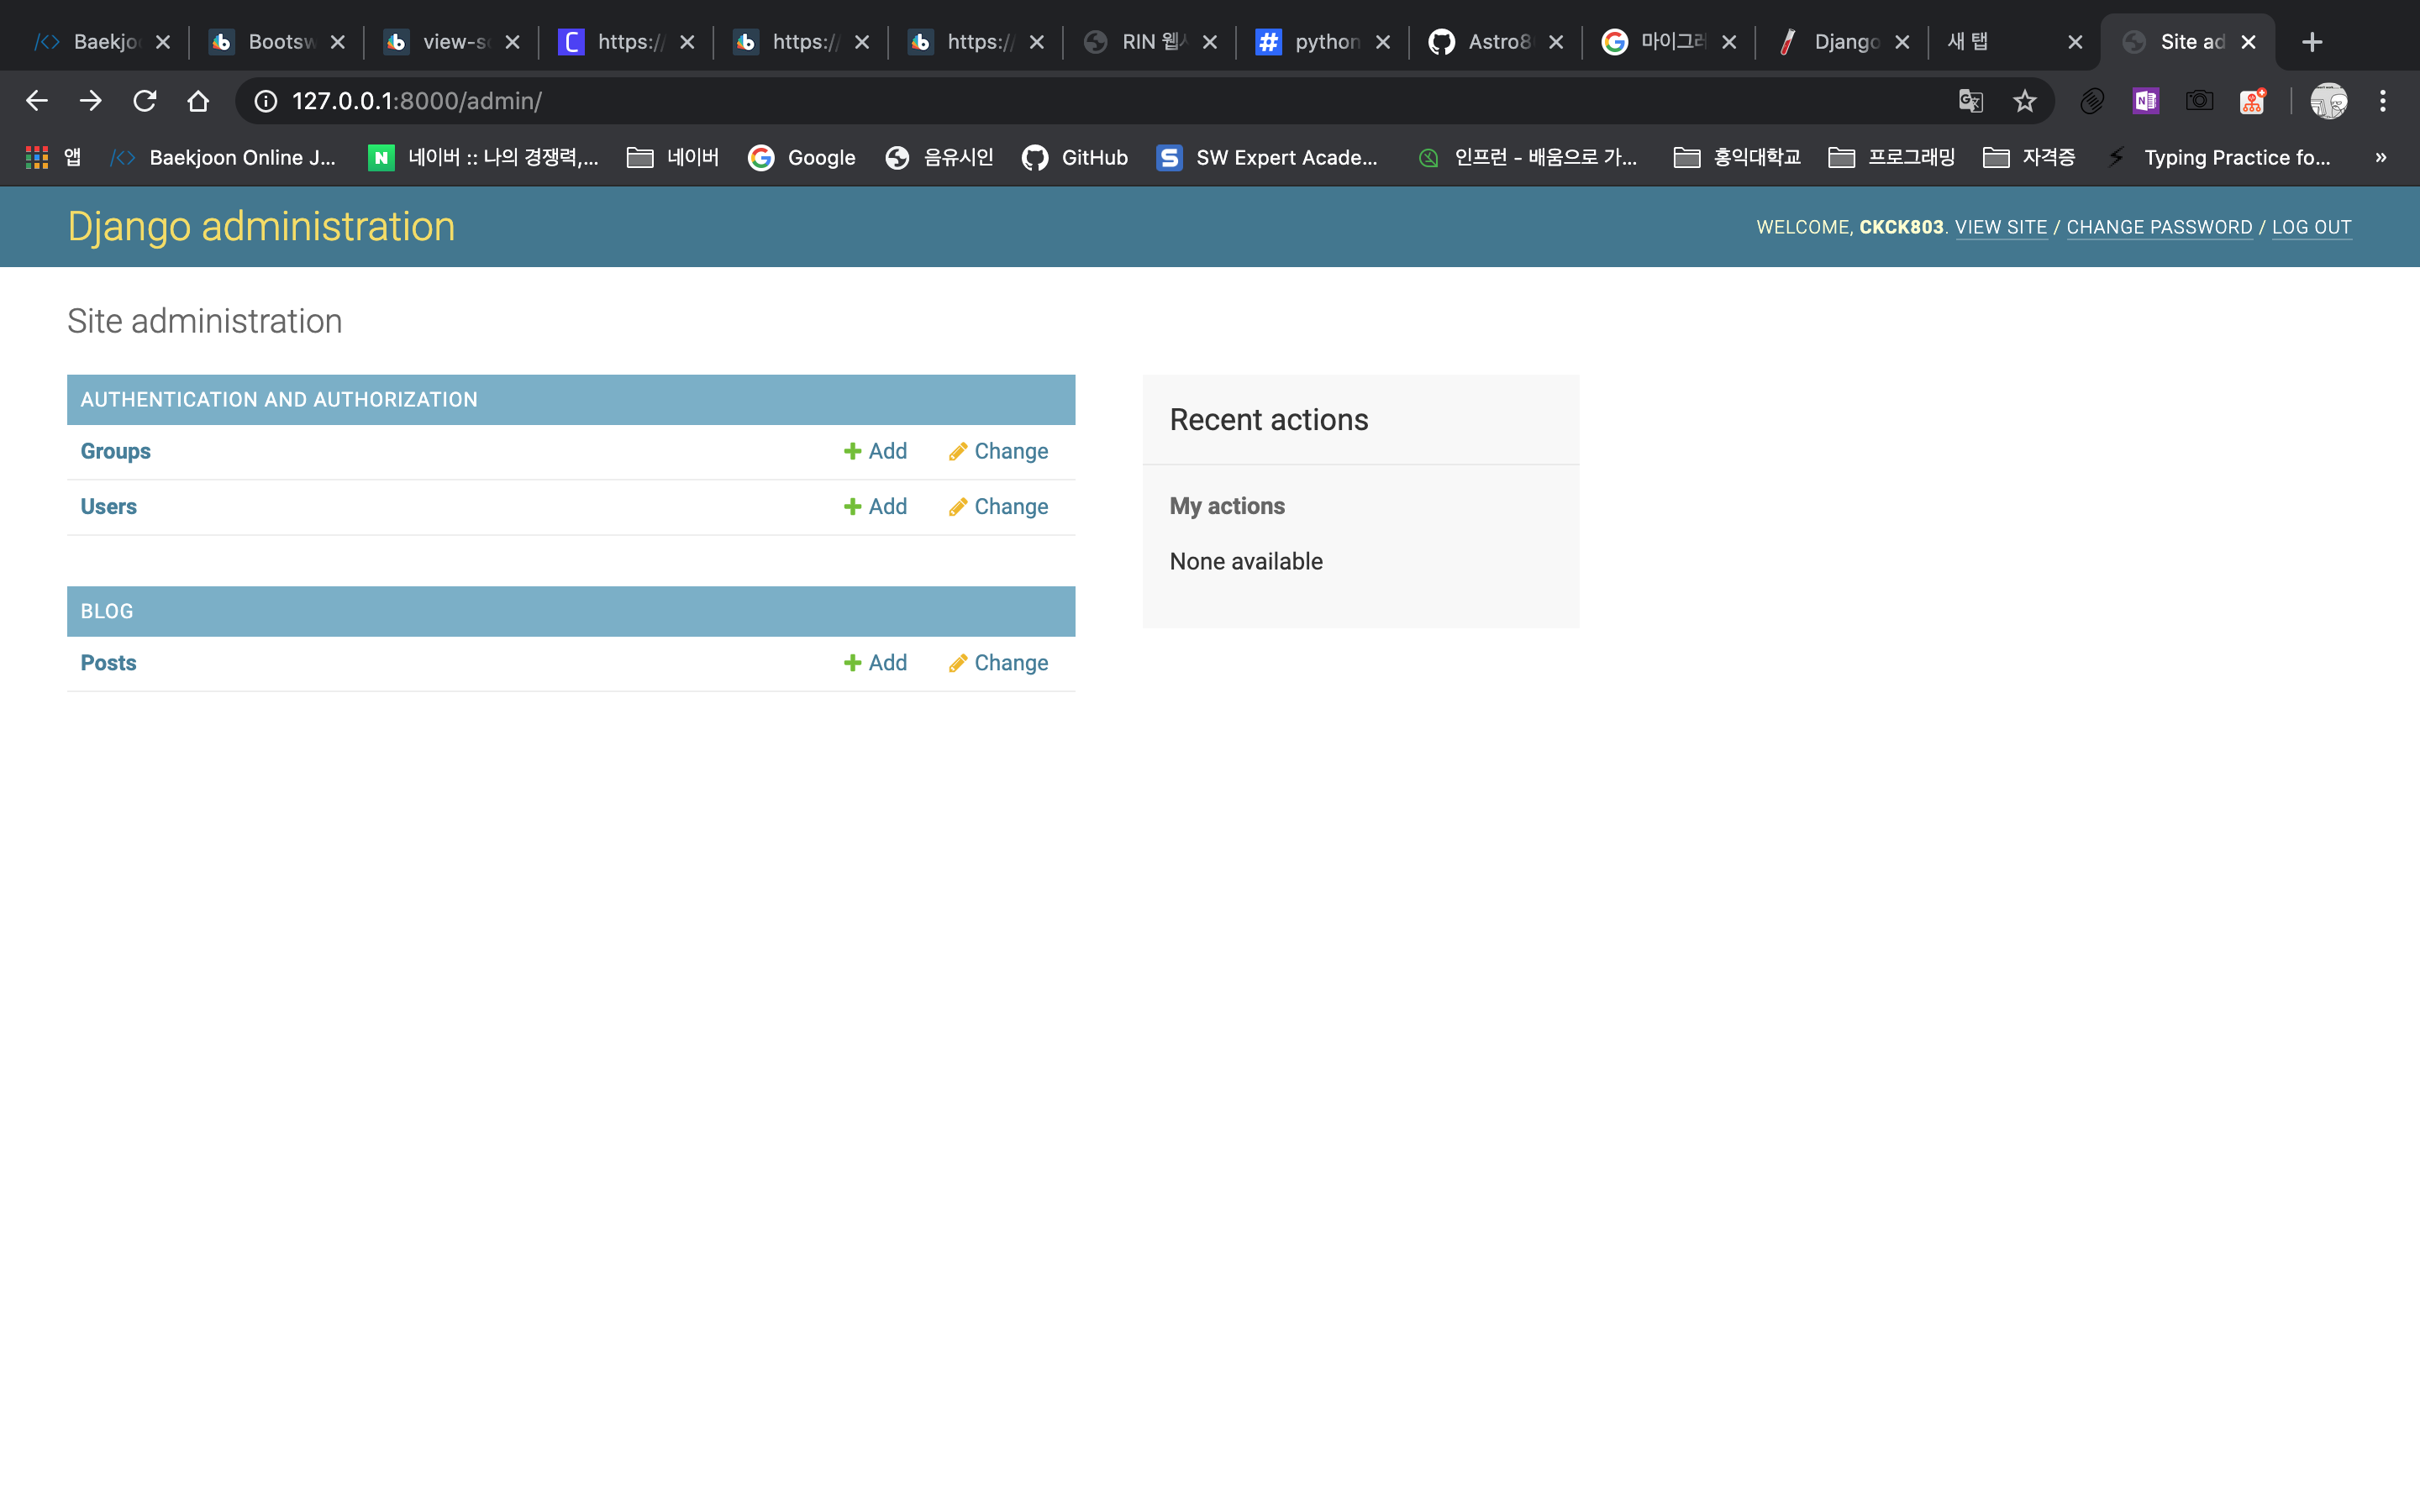 Baekjo Bootsw view-s https:// https:// https:// RIN python Astro8 마이그 Django 새 탭 Site ad
127.0.0.1:8000/admin/
앱 Baekjoon Online J... 네이버 :: 나의 경쟁력,... 네이버 Google 음유시인 GitHub SW Expert Acade... 인프런 - 배움으로 가... 홍익대학교 프로그래밍 자격증 Typing Practice fo... »
Django administration
WELCOME, CKCK803. VIEW SITE / CHANGE PASSWORD / LOG OUT
Site administration
AUTHENTICATION AND AUTHORIZATION
Groups Add Change
Users Add Change
BLOG
Posts Add Change
Recent actions
My actions
None available